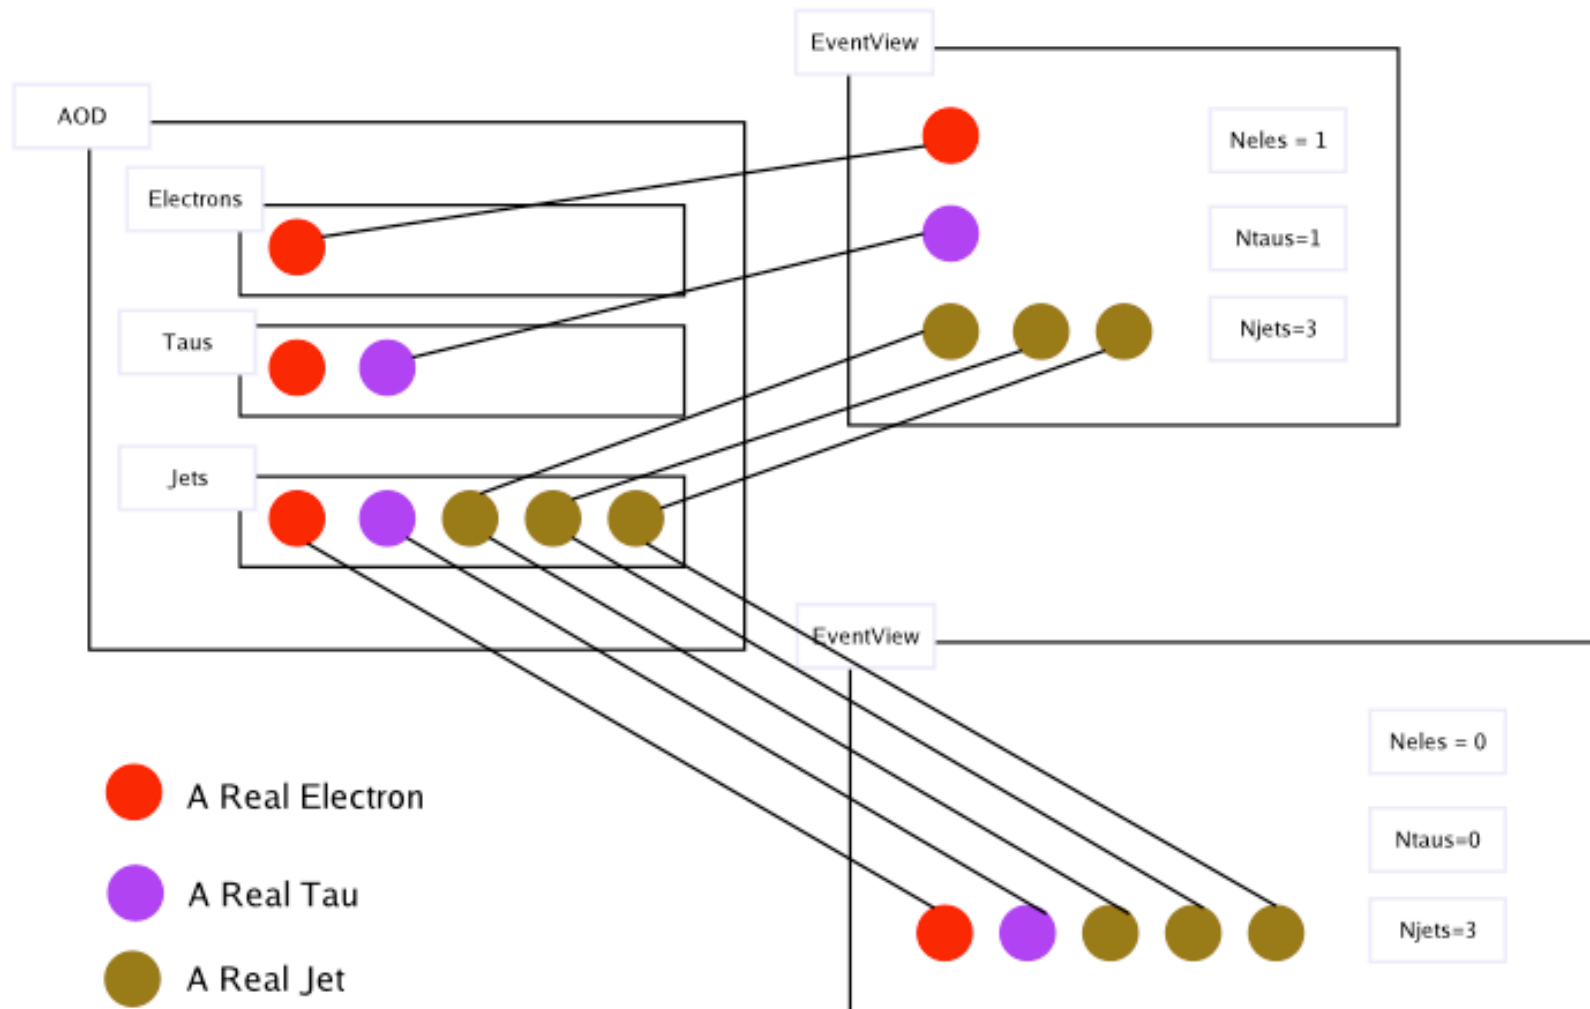 EventView
AOD
Neles = 1
Electrons
Ntaus=1
Njets=3
Taus
Jets
EventView
Neles = 0
A Real Electron
Ntaus=0
A Real Tau
Njets=3
A Real Jet